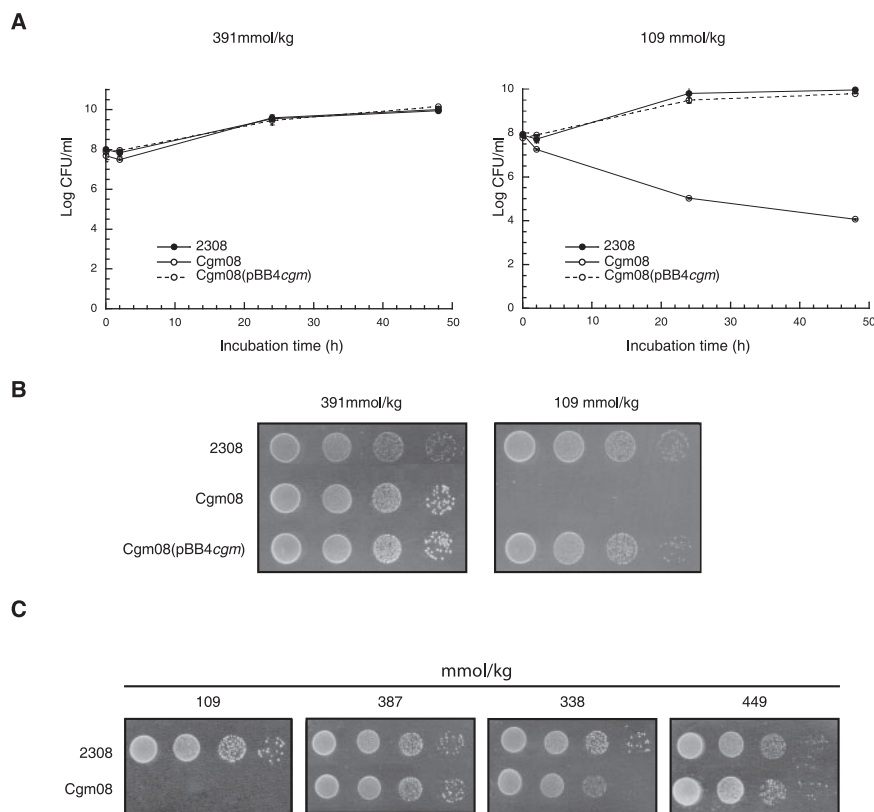 A
391mmol/kg
109 mmol/kg
Log CFU/ml
10
8
6
4
2
0
2308
Cgm08
Cgm08(pBB4cgm)
0 10 20 30 40 50
Incubation time (h)
Log CFU/ml
10
8
6
4
2
0
2308
Cgm08
Cgm08(pBB4cgm)
0 10 20 30 40 50
Incubation time (h)
B
391mmol/kg
109 mmol/kg
2308
Cgm08
Cgm08(pBB4cgm)
C
mmol/kg
109 387 338 449
2308
Cgm08